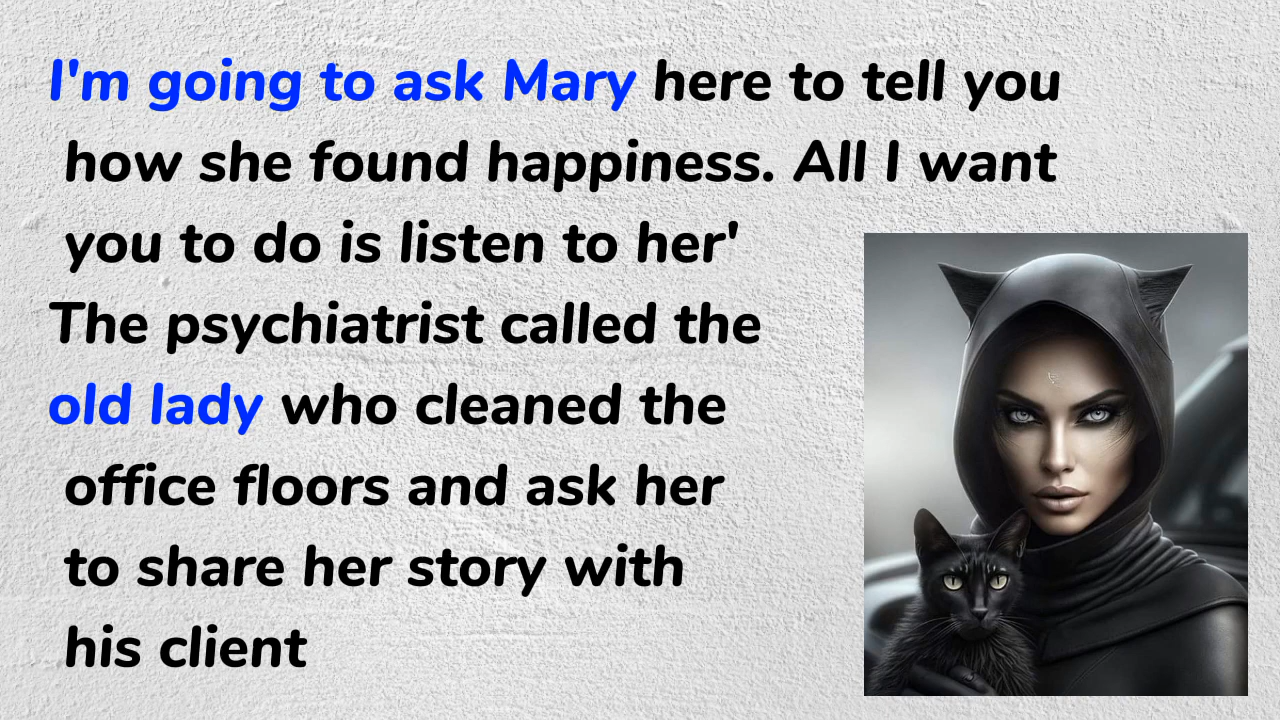 I'm going to ask Mary here to tell you
how she found happiness. All I want
you to do is listen to her'
The psychiatrist called the
old lady who cleaned the
office floors and ask her
to share her story with
his client